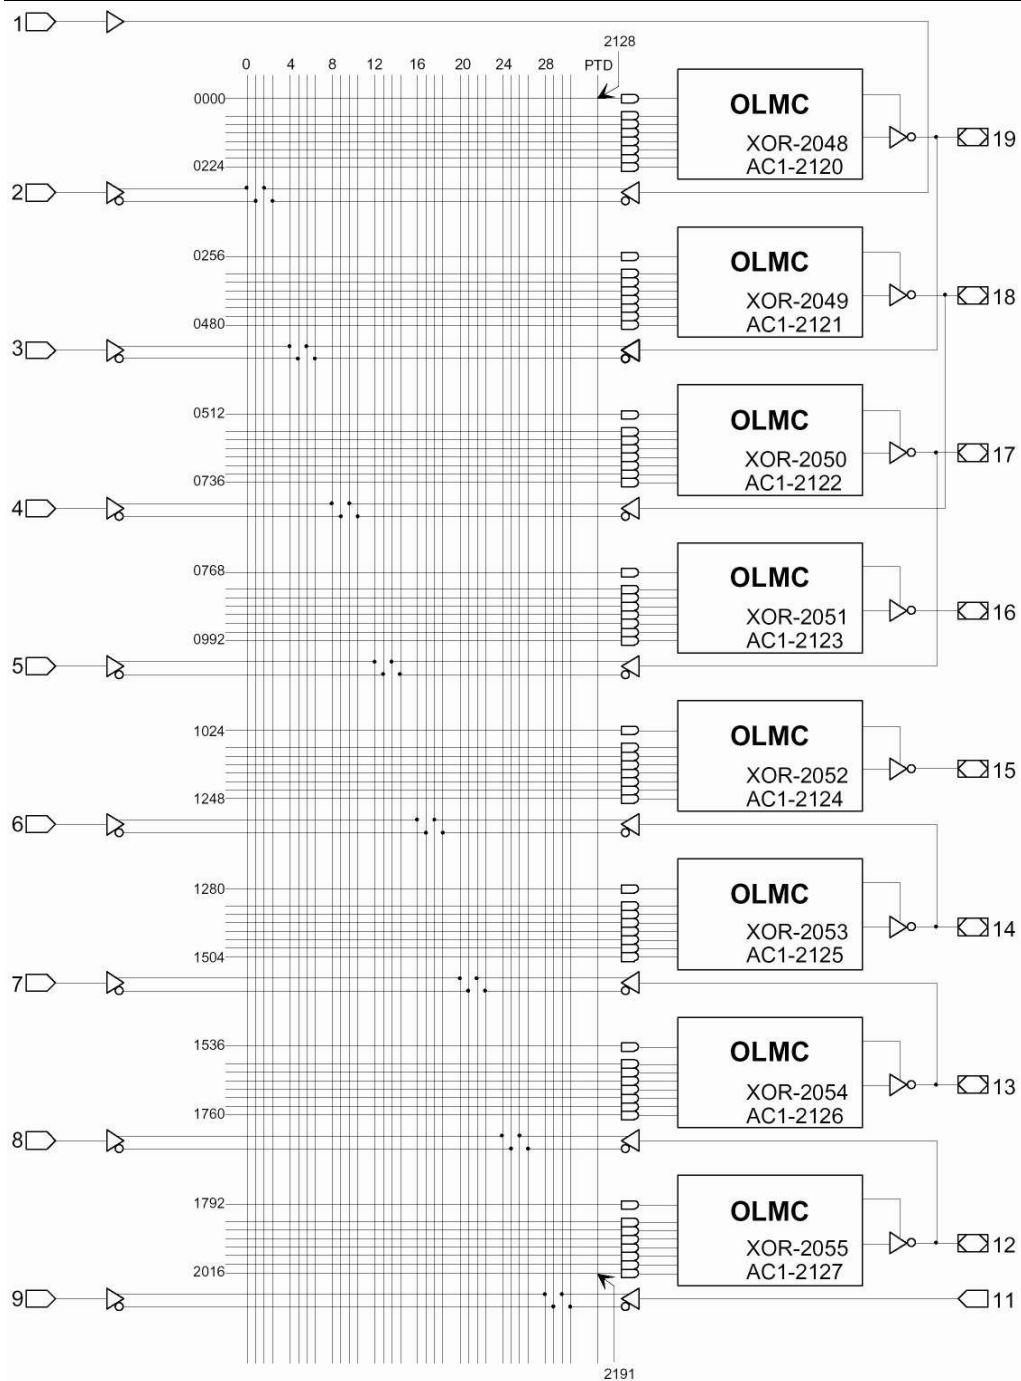 1
2128
0 4 8 12 16 20 24 28 PTD
0000
OLMC
XOR-2048
AC1-2120
19
0224
2
0256
OLMC
XOR-2049
AC1-2121
18
0480
3
0512
OLMC
XOR-2050
AC1-2122
17
0736
4
0768
OLMC
XOR-2051
AC1-2123
16
0992
5
1024
OLMC
XOR-2052
AC1-2124
15
1248
6
1280
OLMC
XOR-2053
AC1-2125
14
1504
7
1536
OLMC
XOR-2054
AC1-2126
13
1760
8
1792
OLMC
XOR-2055
AC1-2127
12
2016
9
11
2191